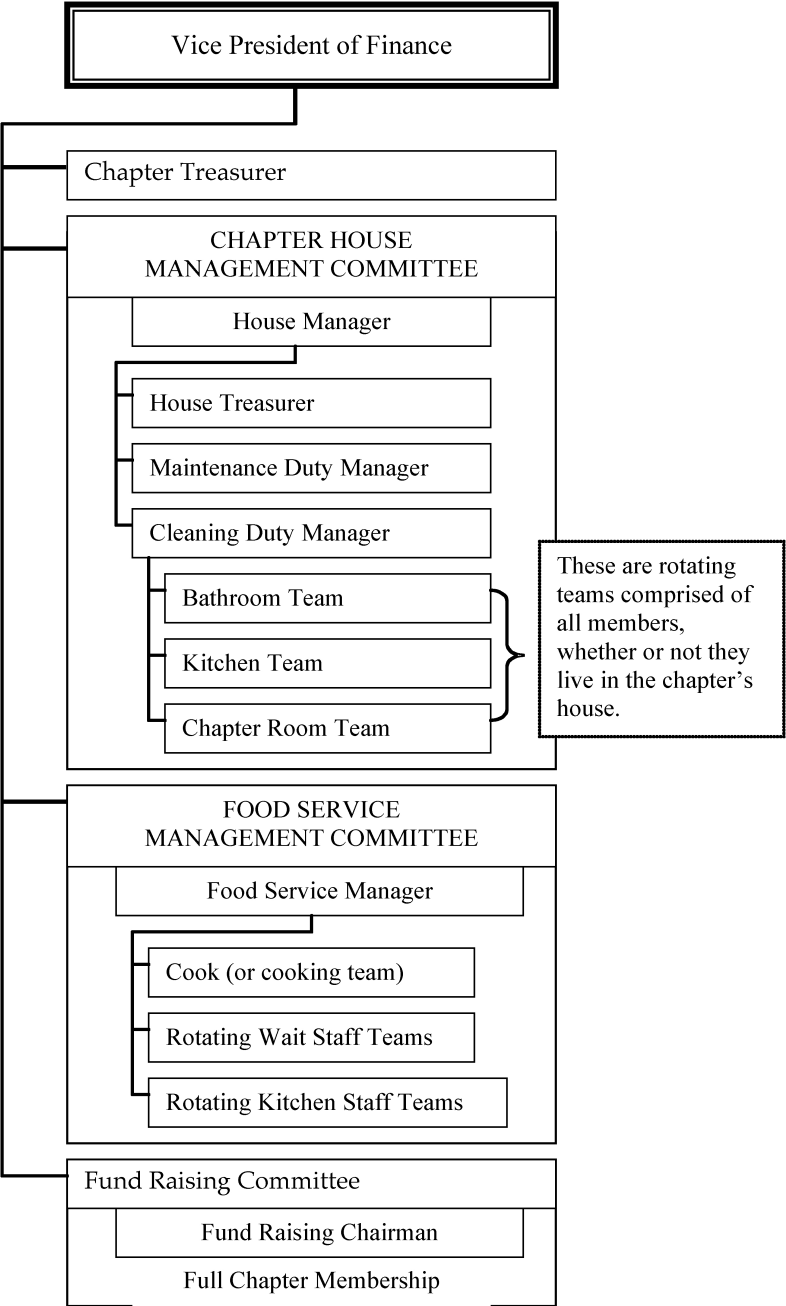 Vice President of Finance
Chapter Treasurer
CHAPTER HOUSE
MANAGEMENT COMMITTEE
House Manager
House Treasurer
Maintenance Duty Manager
Cleaning Duty Manager
Bathroom Team
Kitchen Team
Chapter Room Team
These are rotating
teams comprised of
all members,
whether or not they
live in the chapter’s
house.
FOOD SERVICE
MANAGEMENT COMMITTEE
Food Service Manager
Cook (or cooking team)
Rotating Wait Staff Teams
Rotating Kitchen Staff Teams
Fund Raising Committee
Fund Raising Chairman
Full Chapter Membership